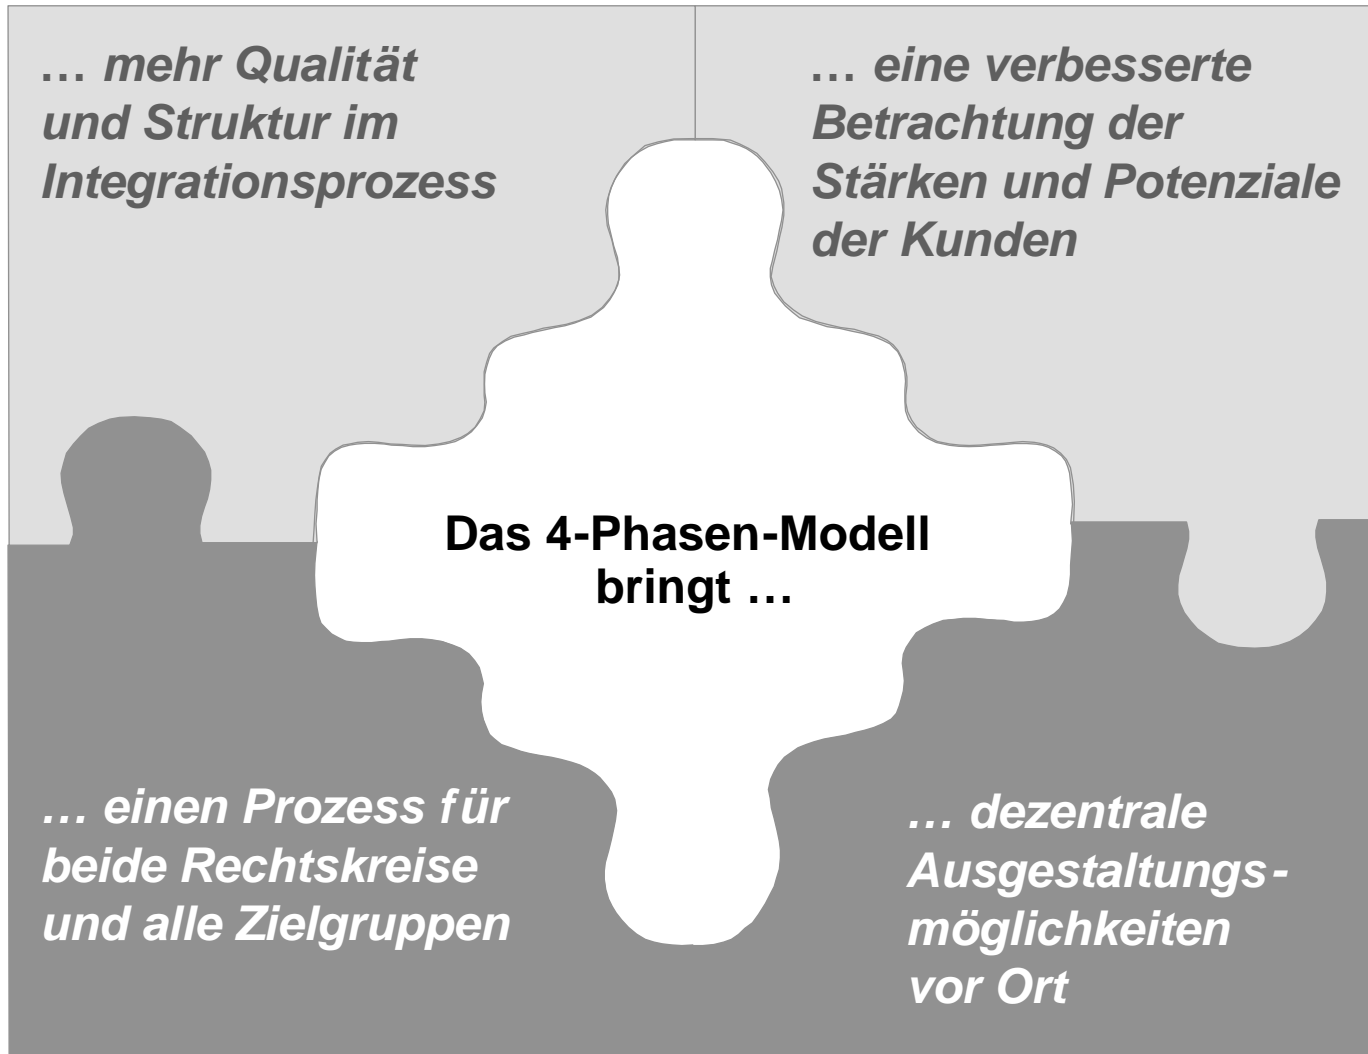 … mehr Qualität
und Struktur im
Integrationsprozess
… eine verbesserte
Betrachtung der
Stärken und Potenziale
der Kunden
Das 4-Phasen-Modell
bringt …
… einen Prozess für
beide Rechtskreise
und alle Zielgruppen
… dezentrale
Ausgestaltungs-
möglichkeiten
vor Ort